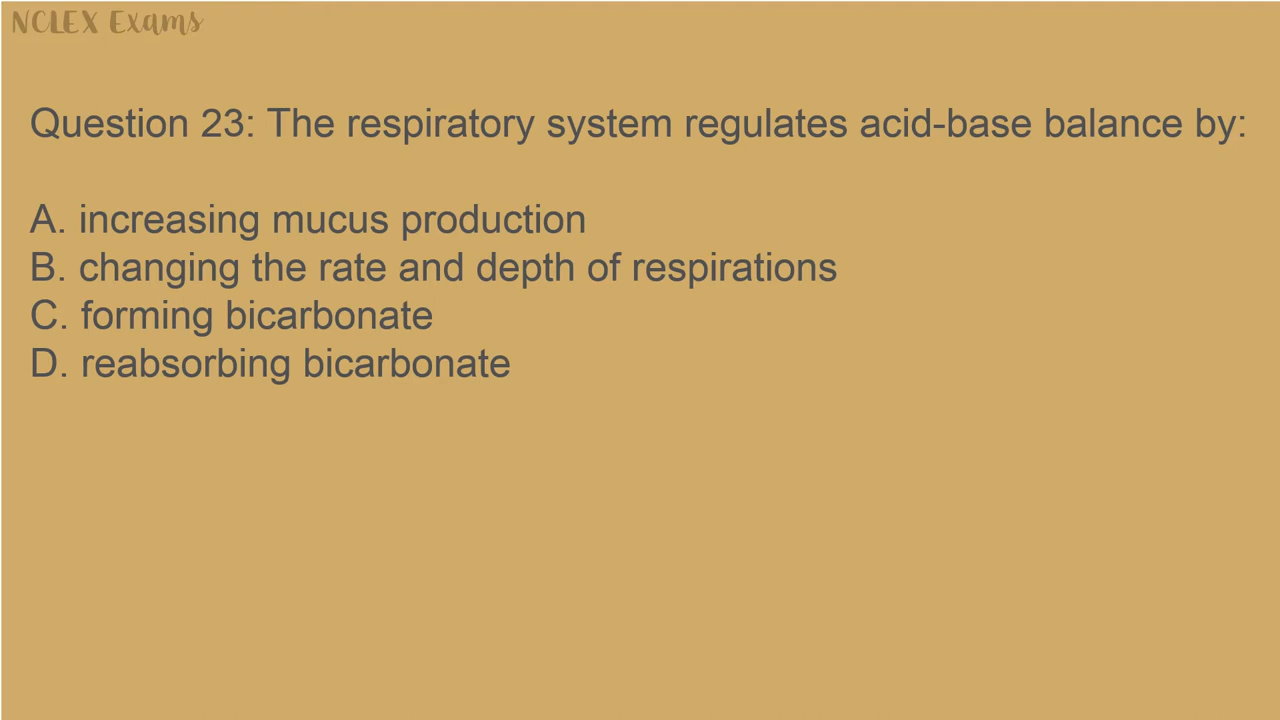 NCLEX Exams
Question 23: The respiratory system regulates acid-base balance by:
A. increasing mucus production
B. changing the rate and depth of respirations
C. forming bicarbonate
D. reabsorbing bicarbonate